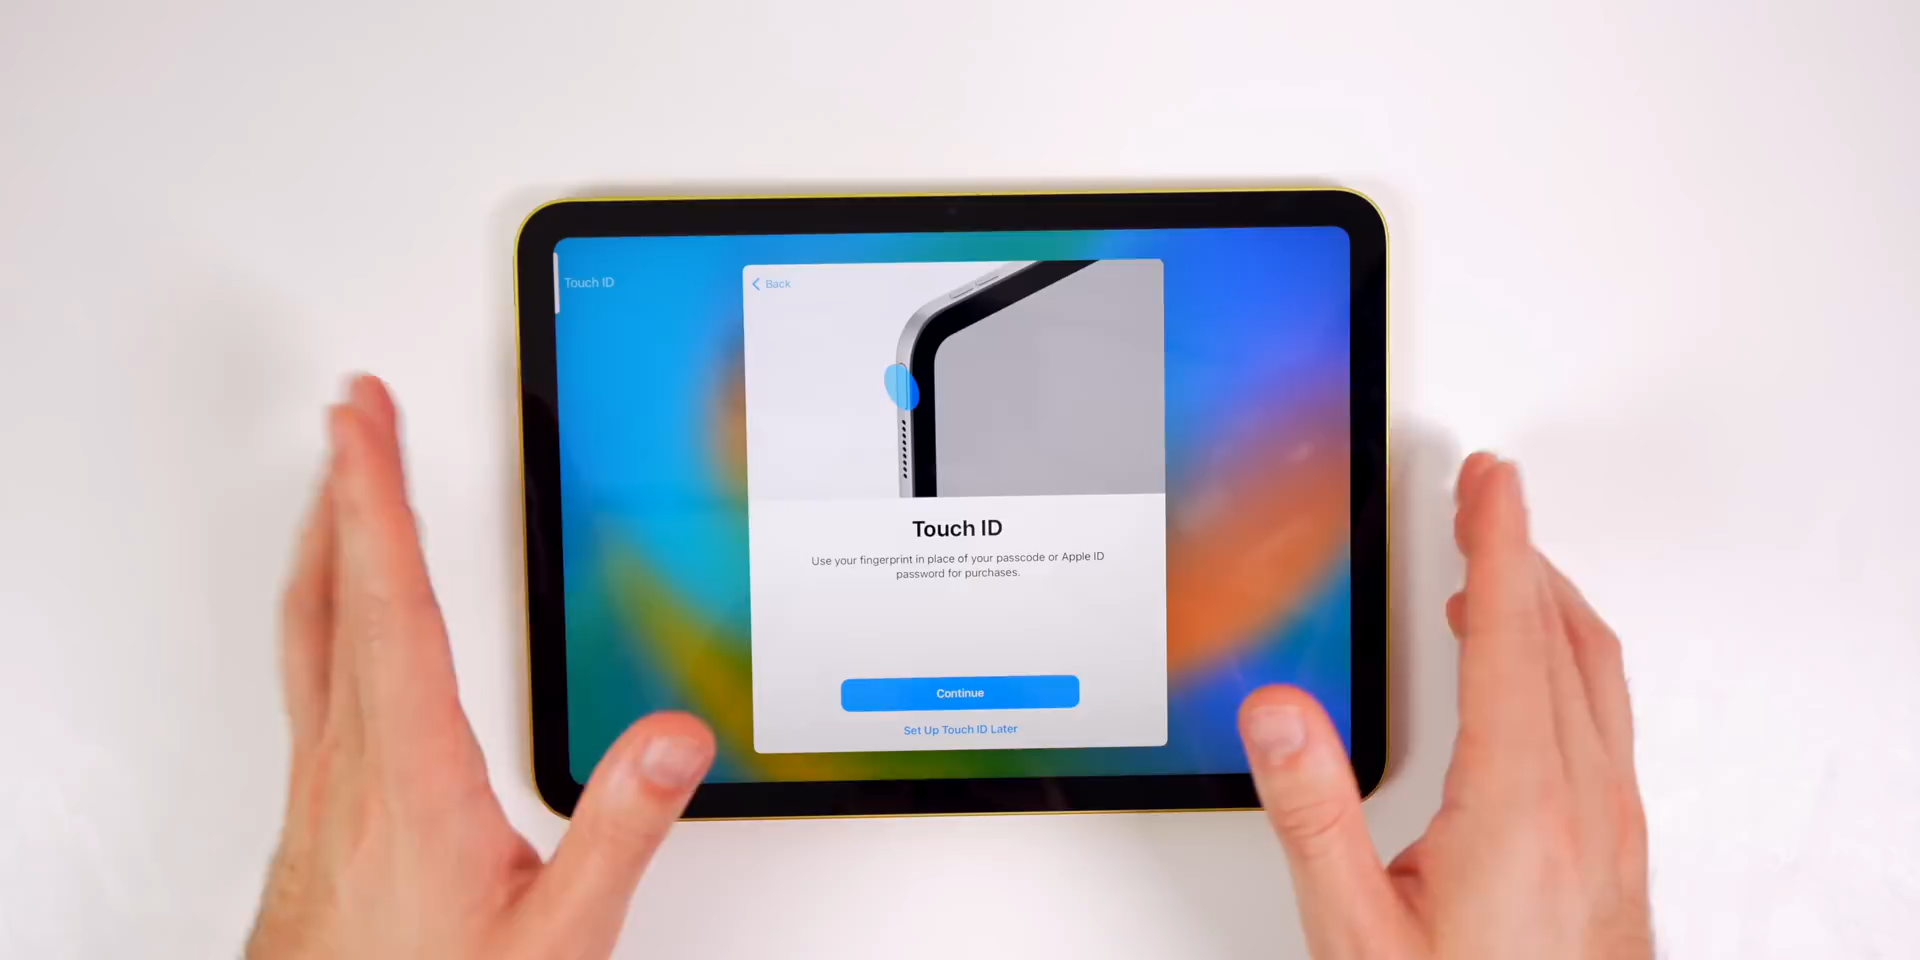 Touch ID
Back
Touch ID
Use your fingerprint in place of your passcode or Apple ID
password for purchases.
Continue
Set Up Touch ID Later